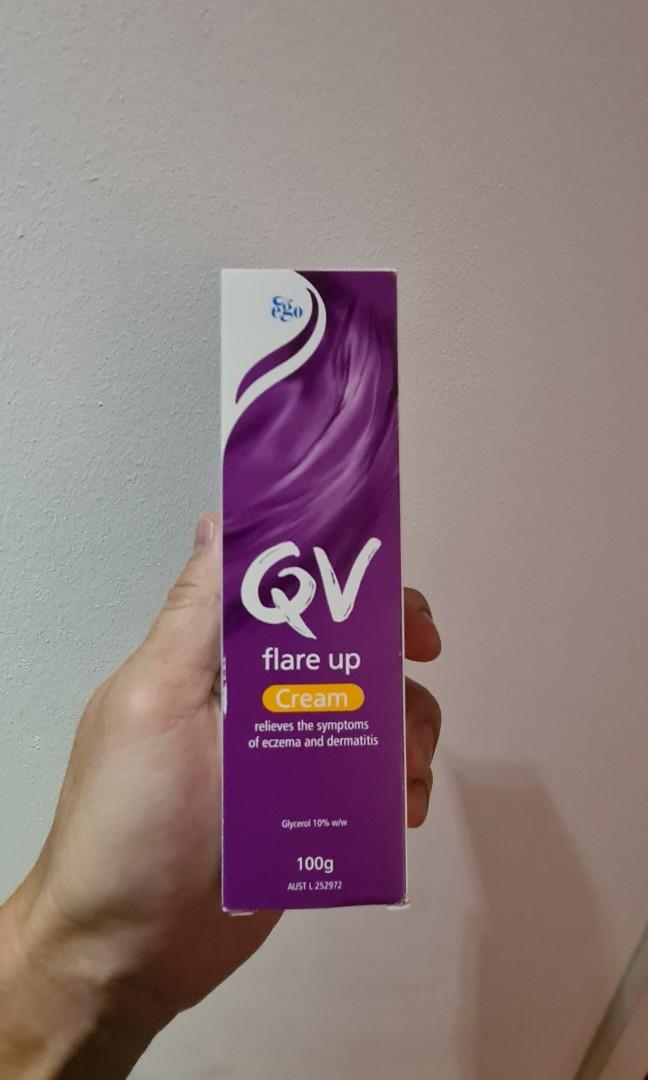 ego
QV
flare up
Cream
relieves the symptoms
of eczema and dermatitis
Glycerol 10% w/w
100g
AUST L 252972